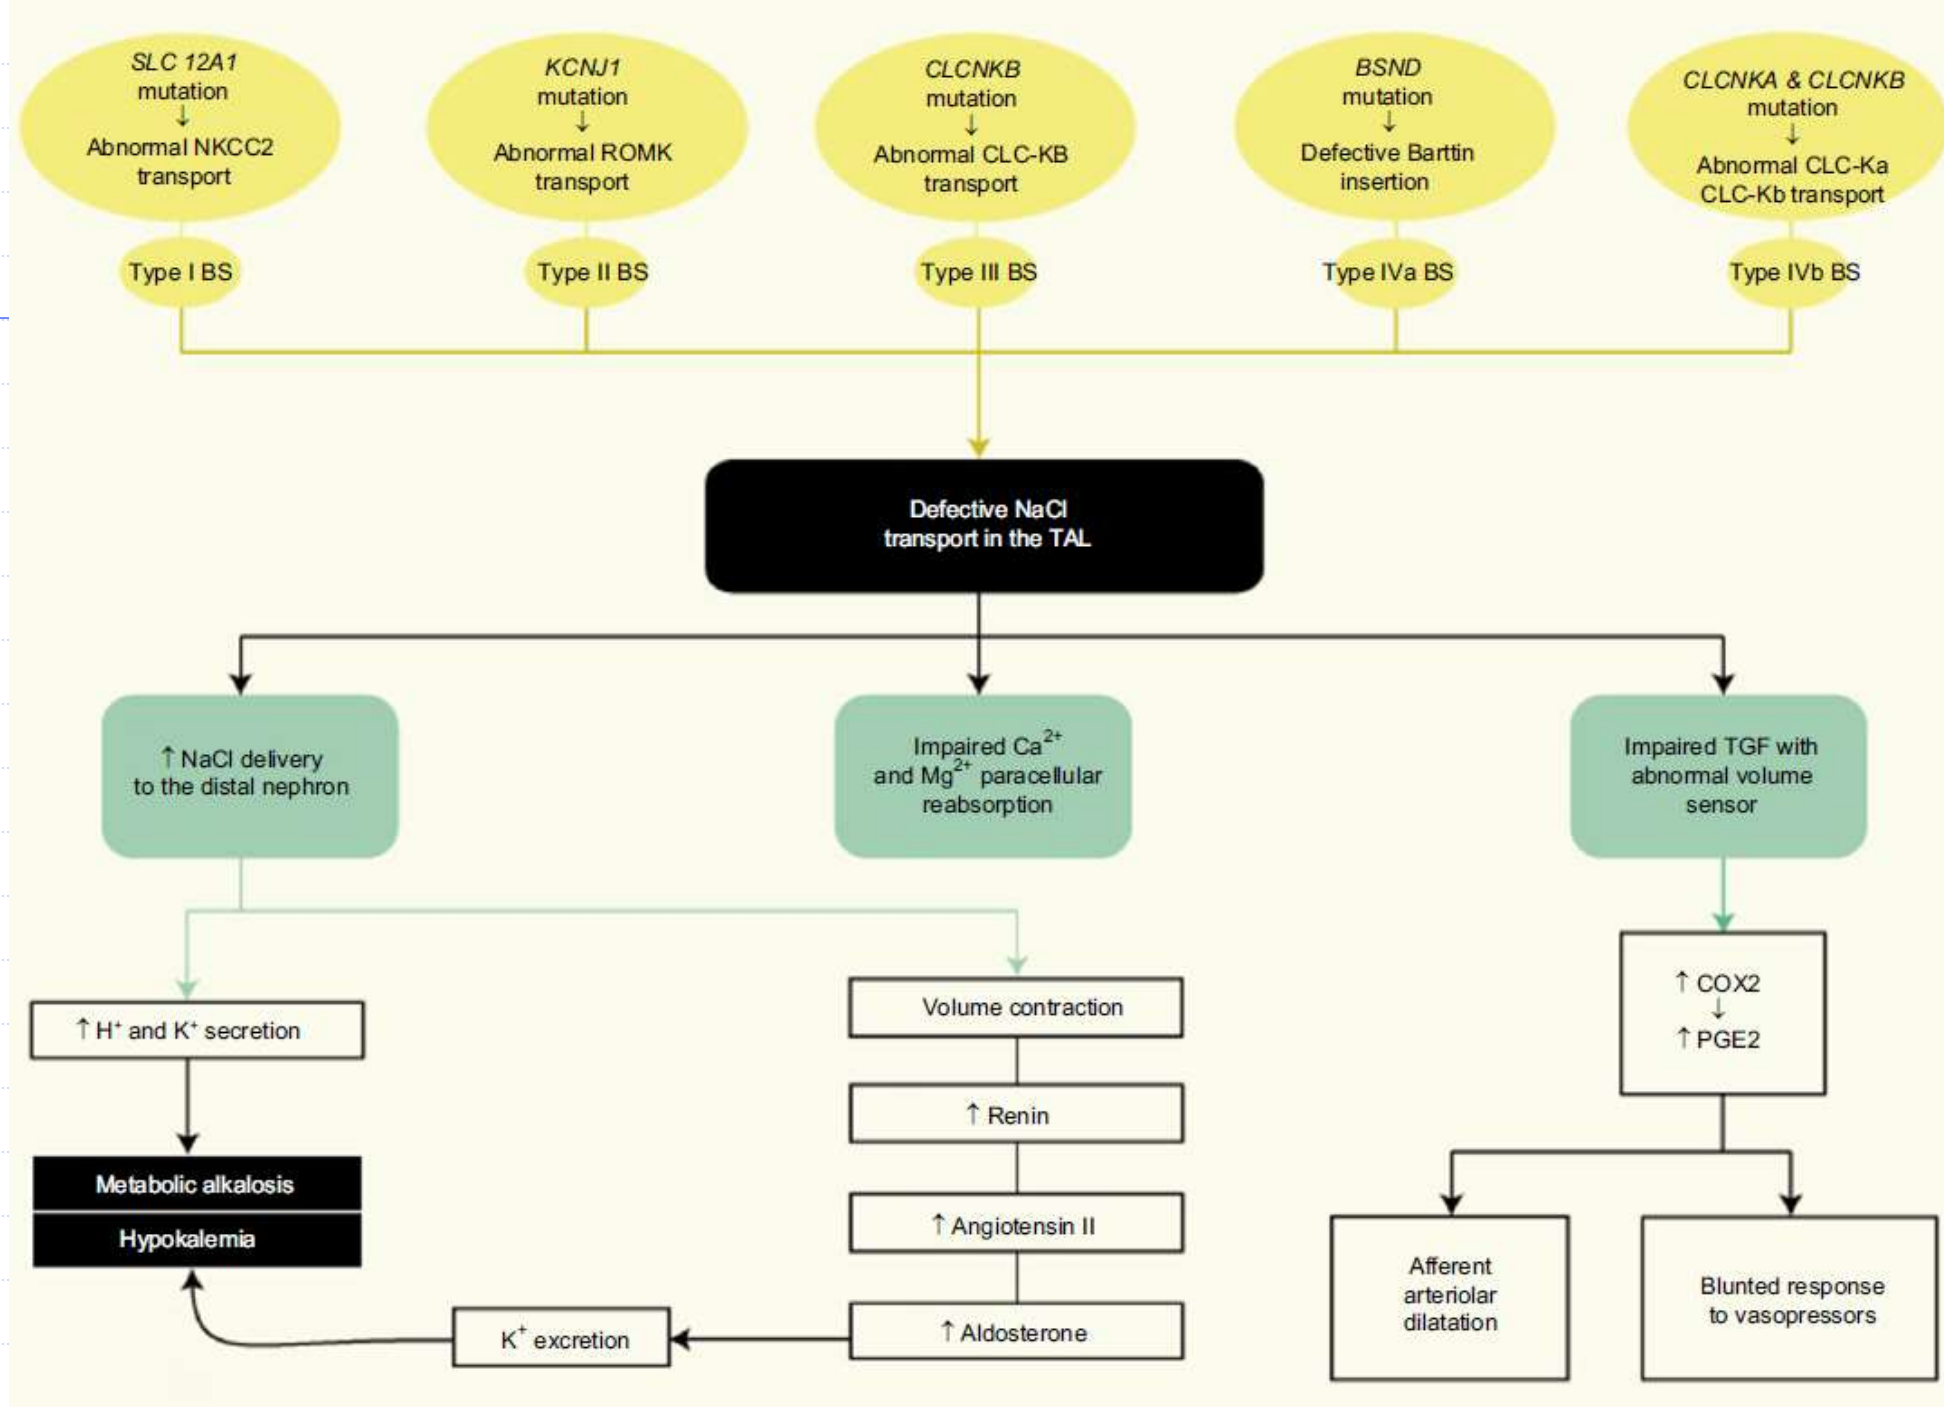 SLC 12A1
mutation
↓
Abnormal NKCC2
transport
KCNJ1
mutation
↓
Abnormal ROMK
transport
CLCNKB
mutation
↓
Abnormal CLC-KB
transport
BSND
mutation
↓
Defective Barttin
insertion
CLCNKA & CLCNKB
mutation
↓
Abnormal CLC-Ka
CLC-Kb transport
Type I BS
Type II BS
Type III BS
Type IVa BS
Type IVb BS
Defective NaCl
transport in the TAL
↑ NaCl delivery
to the distal nephron
Impaired Ca²⁺
and Mg²⁺ paracellular
reabsorption
Impaired TGF with
abnormal volume
sensor
↑ H⁺ and K⁺ secretion
Metabolic alkalosis
Hypokalemia
Volume contraction
↑ Renin
↑ Angiotensin II
↑ Aldosterone
K⁺ excretion
↑ COX2
↓
↑ PGE2
Afferent
arteriolar
dilatation
Blunted response
to vasopressors